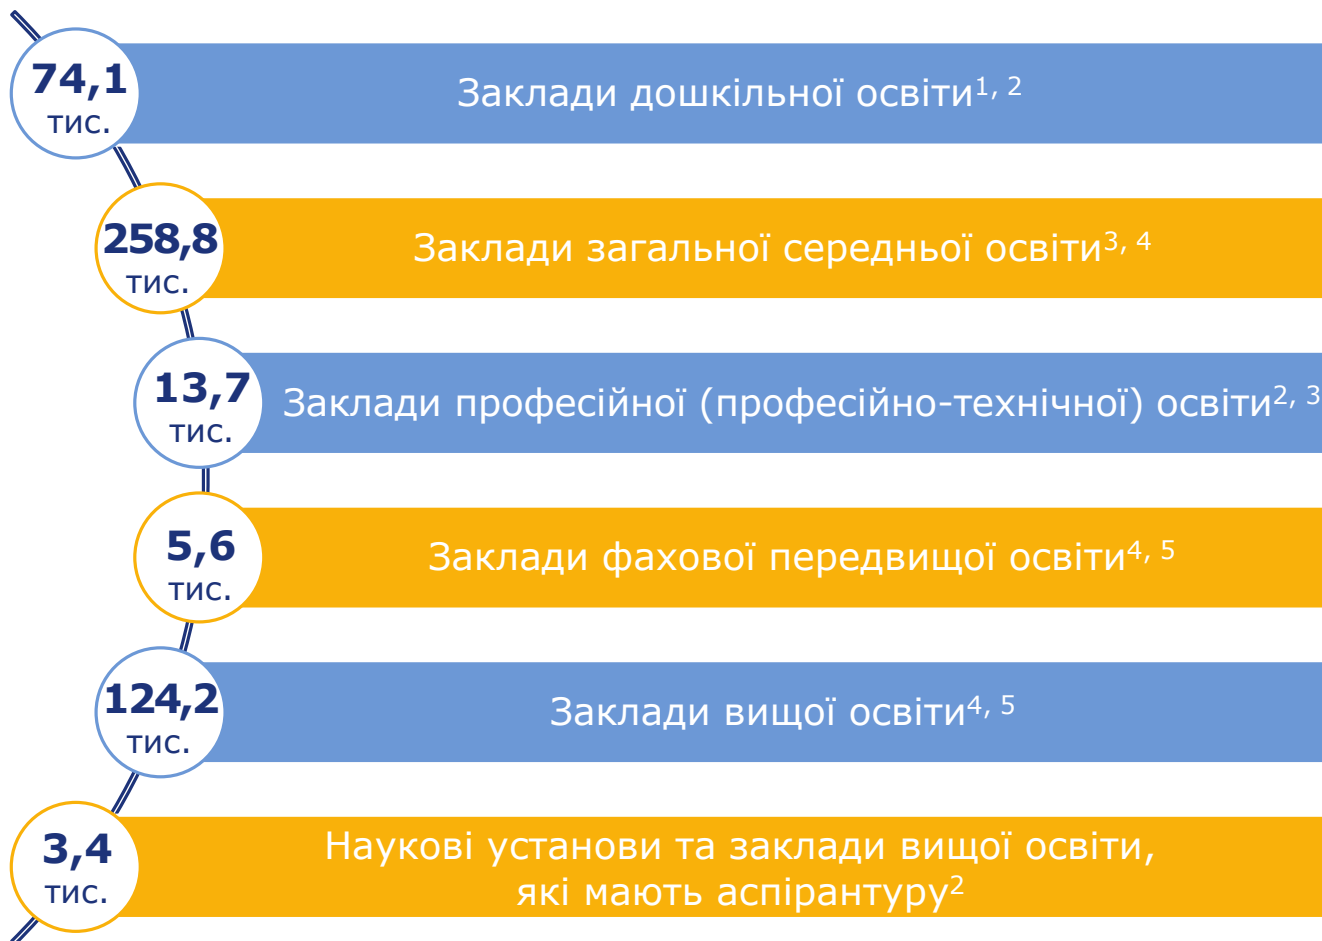 74,1
тис.
Заклади дошкільної освіти1, 2
258,8
тис.
Заклади загальної середньої освіти3, 4
13,7
тис.
Заклади професійної (професійно-технічної) освіти2, 3
5,6
тис.
Заклади фахової передвищої освіти4, 5
124,2
тис.
Заклади вищої освіти4, 5
3,4
тис.
Наукові установи та заклади вищої освіти,
які мають аспірантуру2